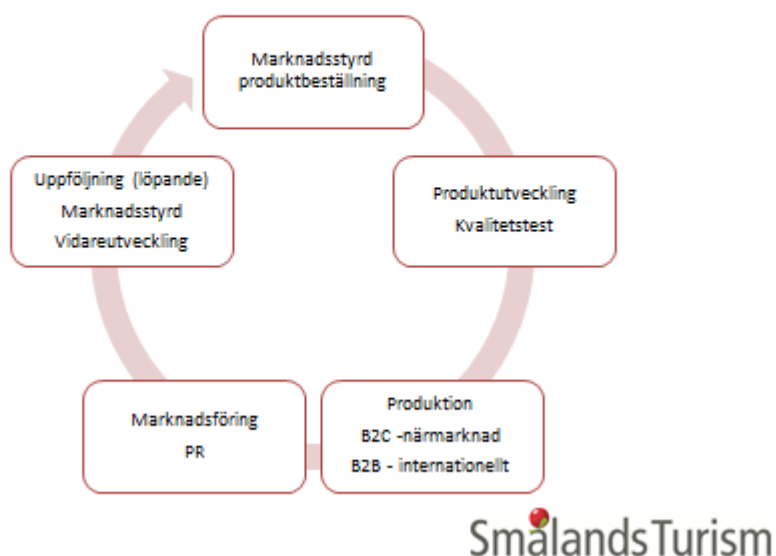 Marknadsstyrd
produktbeställning
Produktutveckling
Kvalitetstest
Produktion
B2C -närmarknad
B2B - internationellt
Marknadsföring
PR
Uppföljning (löpande)
Marknadsstyrd
Vidareutveckling
SmålandsTurism